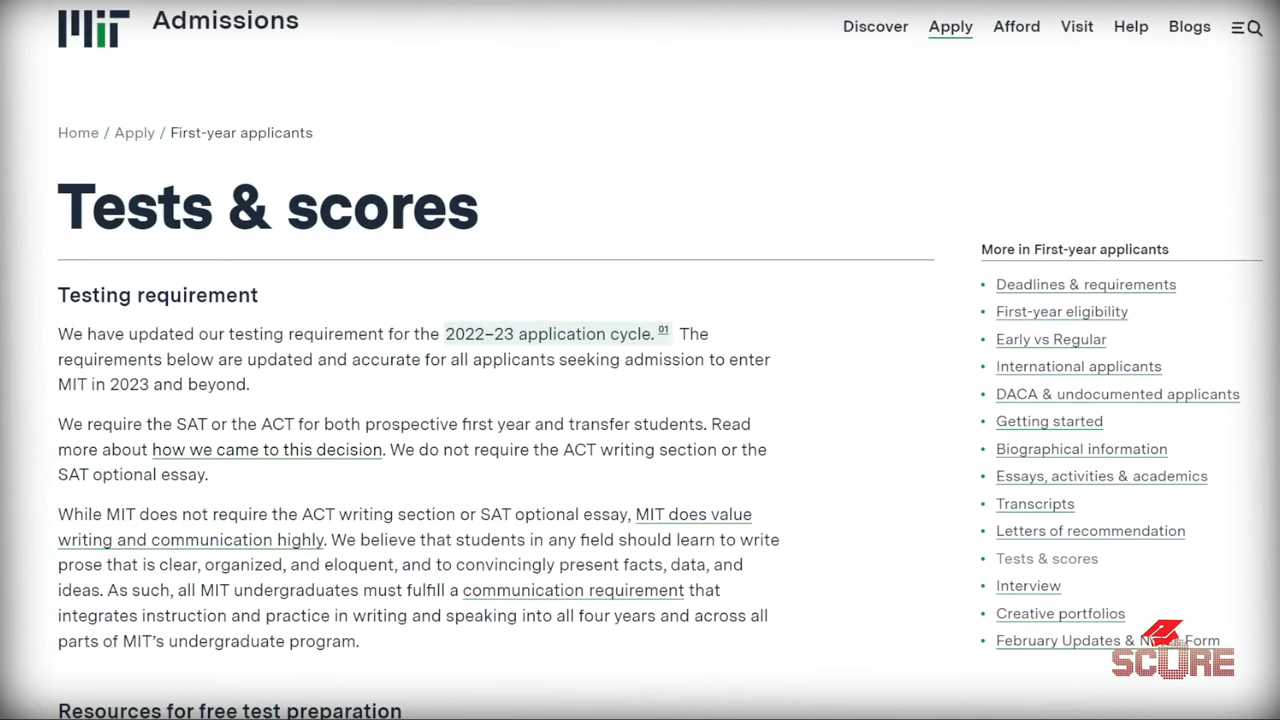 MIT Admissions
Discover Apply Afford Visit Help Blogs
Home / Apply / First-year applicants
Tests & scores
Testing requirement
We have updated our testing requirement for the 2022–23 application cycle. 01 The
requirements below are updated and accurate for all applicants seeking admission to enter
MIT in 2023 and beyond.
We require the SAT or the ACT for both prospective first year and transfer students. Read
more about how we came to this decision. We do not require the ACT writing section or the
SAT optional essay.
While MIT does not require the ACT writing section or SAT optional essay, MIT does value
writing and communication highly. We believe that students in any field should learn to write
prose that is clear, organized, and eloquent, and to convincingly present facts, data, and
ideas. As such, all MIT undergraduates must fulfill a communication requirement that
integrates instruction and practice in writing and speaking into all four years and across all
parts of MIT's undergraduate program.
Resources for free test preparation
More in First-year applicants
Deadlines & requirements
First-year eligibility
Early vs Regular
International applicants
DACA & undocumented applicants
Getting started
Biographical information
Essays, activities & academics
Transcripts
Letters of recommendation
Tests & scores
Interview
Creative portfolios
February Updates & Form
SCORE